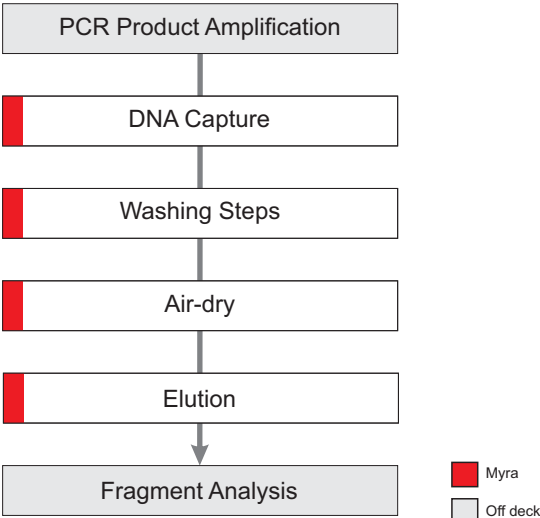 PCR Product Amplification
DNA Capture
Washing Steps
Air-dry
Elution
Fragment Analysis
Myra
Off deck